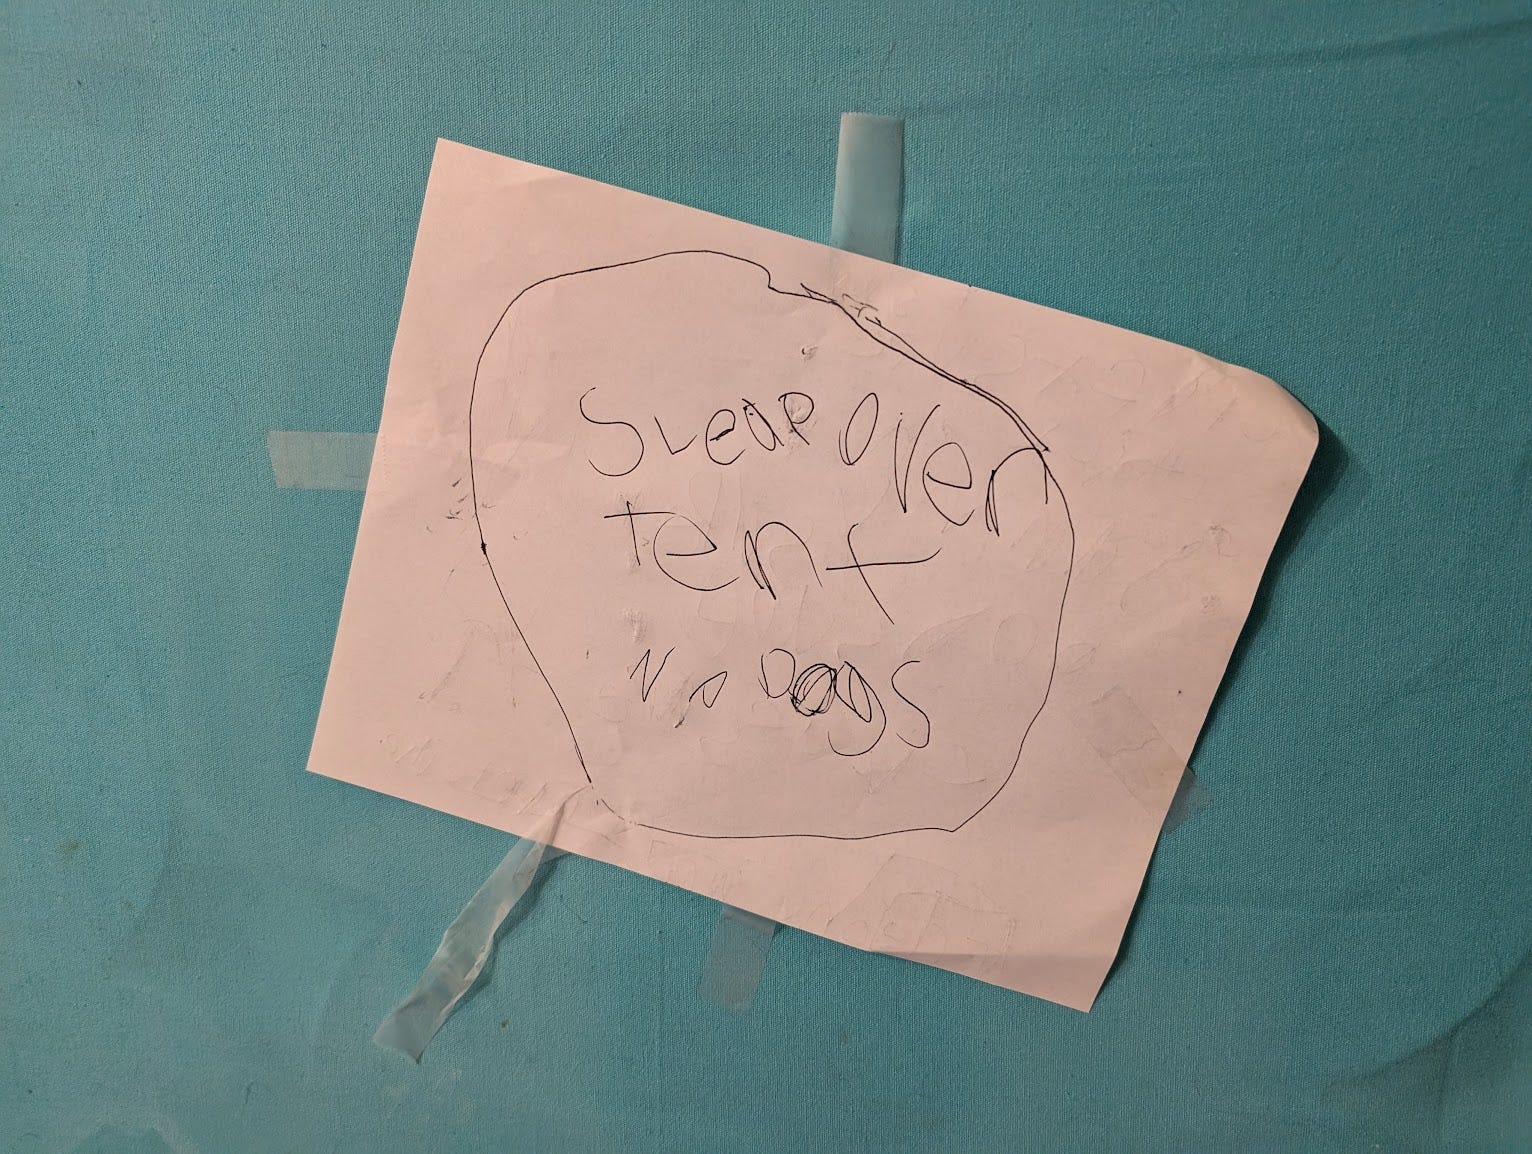 Sleap over
tent
No Dogs